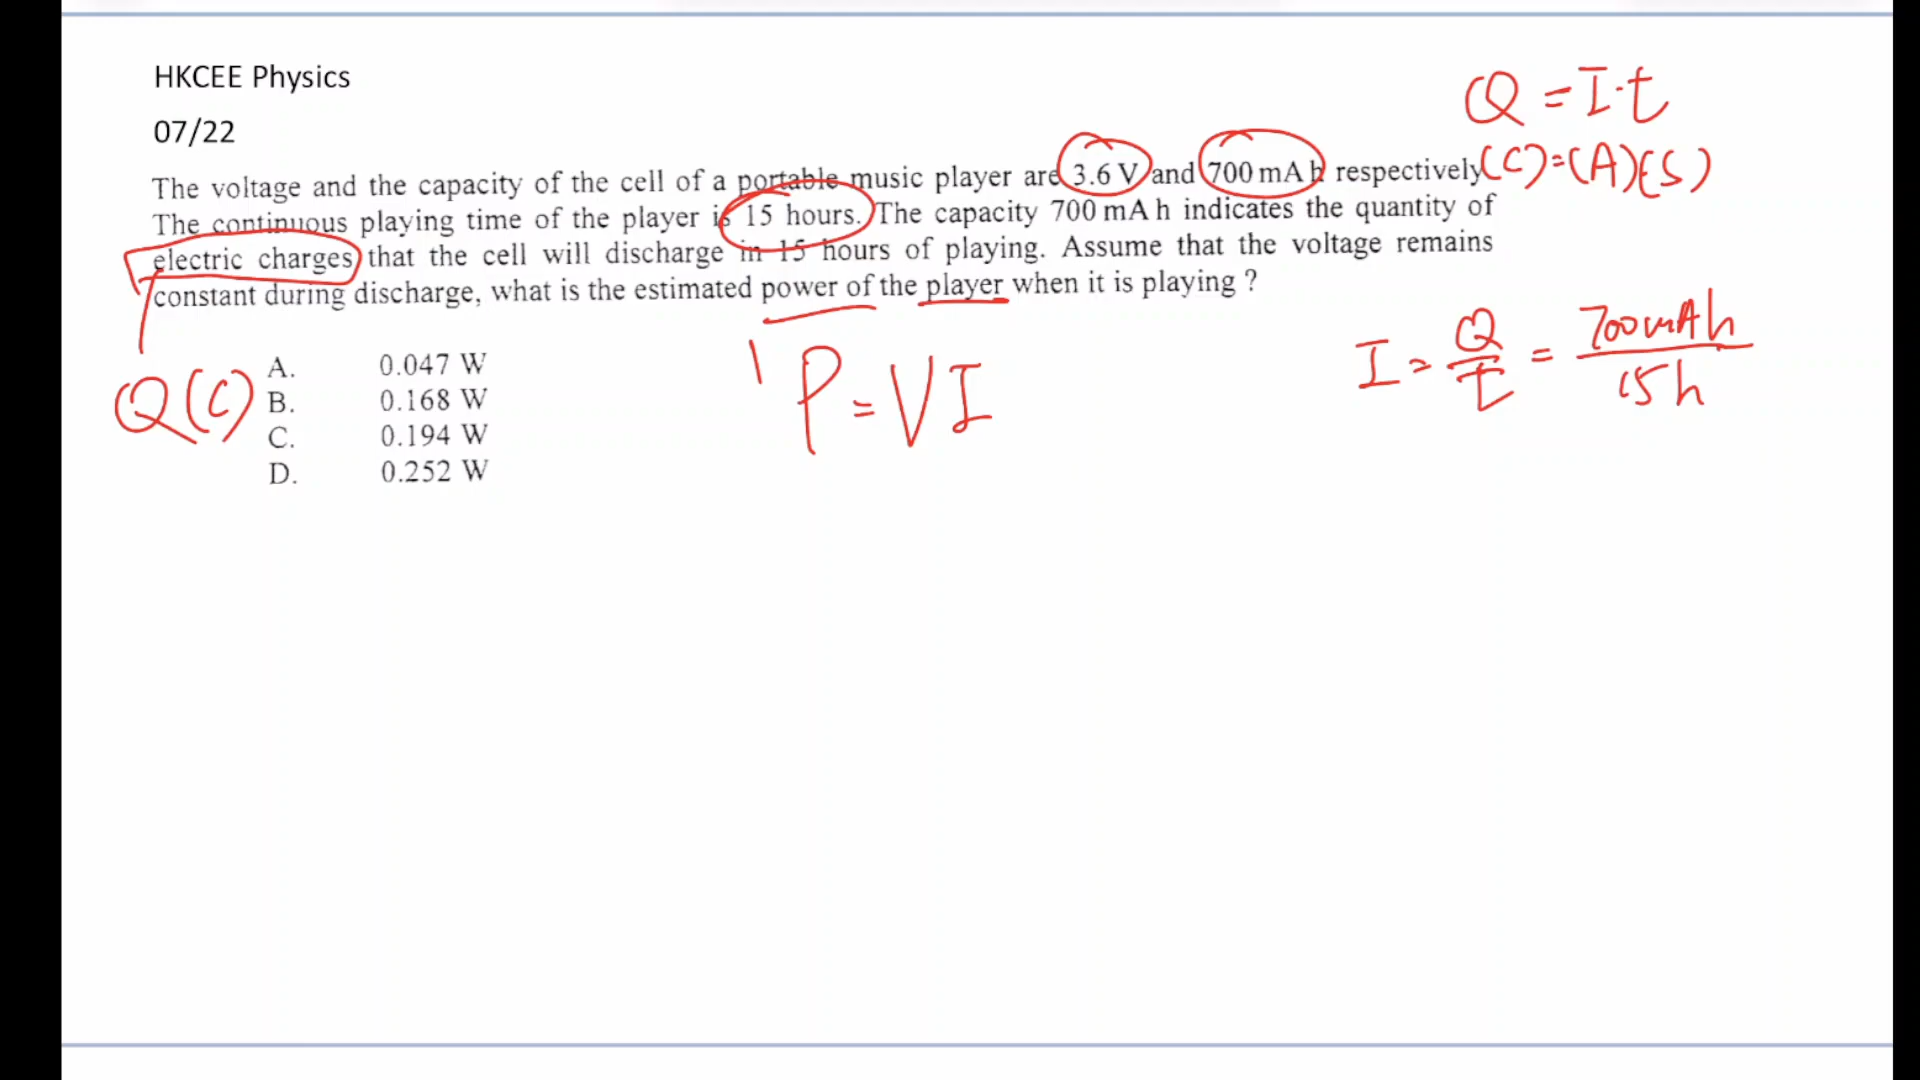 HKCEE Physics
07/22
The voltage and the capacity of the cell of a portable music player are 3.6 V and 700 mA h respectively
The continuous playing time of the player is 15 hours. The capacity 700 mA h indicates the quantity of
electric charges that the cell will discharge in 15 hours of playing. Assume that the voltage remains
constant during discharge, what is the estimated power of the player when it is playing ?
A. 0.047 W
B. 0.168 W
C. 0.194 W
D. 0.252 W
Q = I·t
(C)=(A)(S)
Q(C)
P = VI
I = Q/t = 700mAh/15h